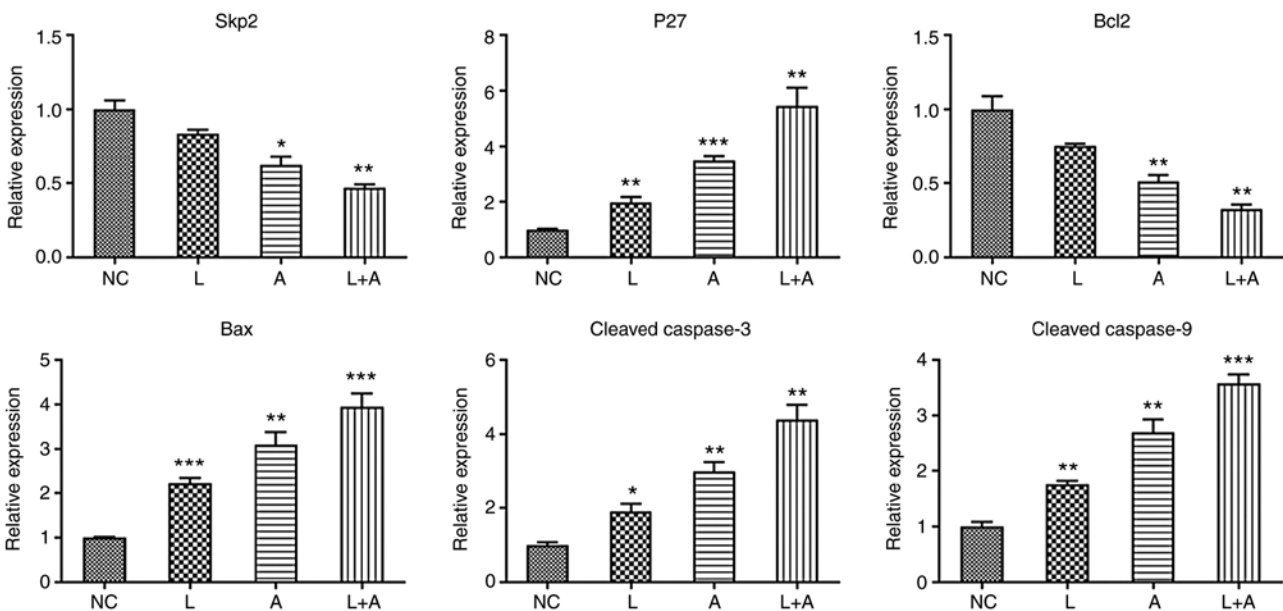 Skp2
Relative expression
1.5
1.0
0.5
0.0
*
**
NC L A L+A
P27
Relative expression
8
6
4
2
0
**
***
**
NC L A L+A
Bcl2
Relative expression
1.5
1.0
0.5
0.0
**
**
NC L A L+A
Bax
Relative expression
5
4
3
2
1
0
***
**
***
NC L A L+A
Cleaved caspase-3
Relative expression
6
4
2
0
*
**
**
NC L A L+A
Cleaved caspase-9
Relative expression
4
3
2
1
0
**
**
***
NC L A L+A